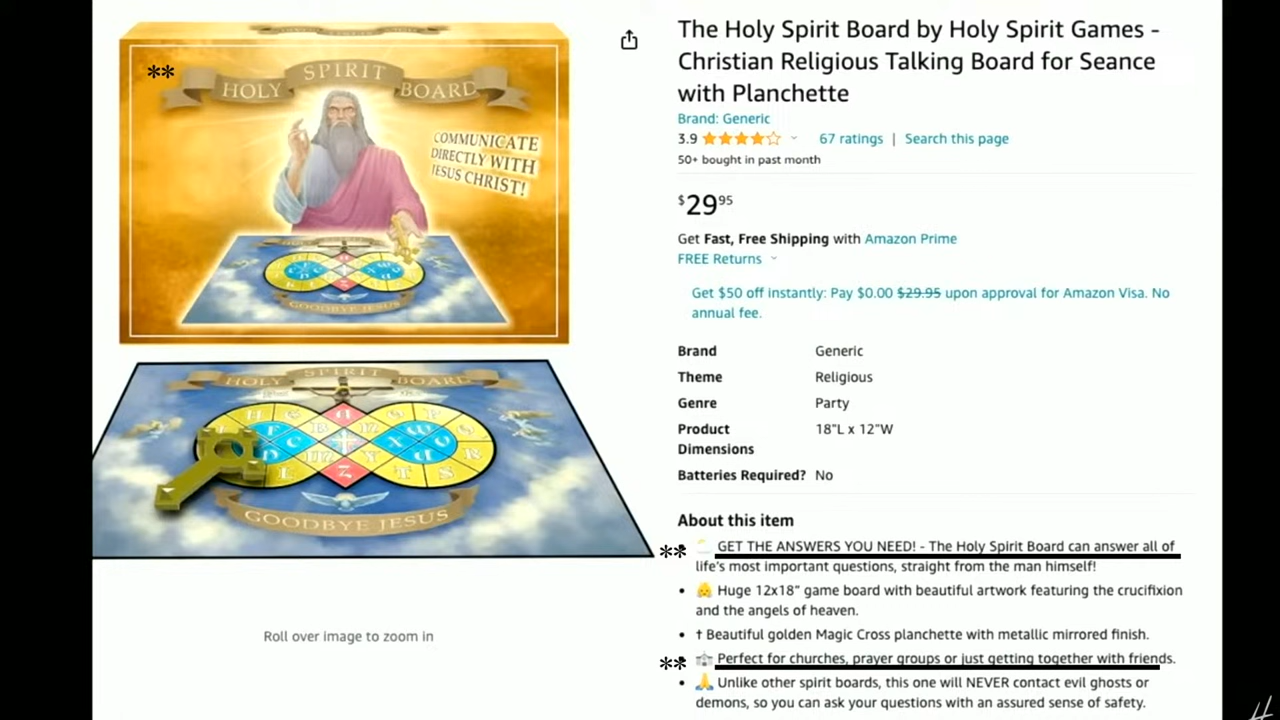 **
HOLY SPIRIT BOARD
COMMUNICATE
DIRECTLY WITH
JESUS CHRIST!
GOODBYE JESUS
HOLY SPIRIT BOARD
GOODBYE JESUS
Roll over image to zoom in
The Holy Spirit Board by Holy Spirit Games -
Christian Religious Talking Board for Seance
with Planchette
Brand: Generic
3.9 67 ratings | Search this page
50+ bought in past month
$29 95
Get Fast, Free Shipping with Amazon Prime
FREE Returns
Get $50 off instantly: Pay $0.00 $29.95 upon approval for Amazon Visa. No
annual fee.
Brand Generic
Theme Religious
Genre Party
Product Dimensions 18"L x 12"W
Batteries Required? No
About this item
** GET THE ANSWERS YOU NEED! - The Holy Spirit Board can answer all of
life's most important questions, straight from the man himself!
• Huge 12x18" game board with beautiful artwork featuring the crucifixion
and the angels of heaven.
• † Beautiful golden Magic Cross planchette with metallic mirrored finish.
** Perfect for churches, prayer groups or just getting together with friends.
• Unlike other spirit boards, this one will NEVER contact evil ghosts or
demons, so you can ask your questions with an assured sense of safety.